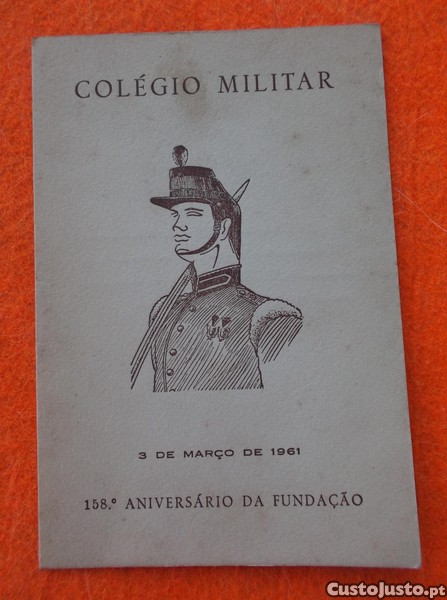 COLÉGIO MILITAR
3 DE MARÇO DE 1961
158.º ANIVERSÁRIO DA FUNDAÇÃO
CustoJusto.pt